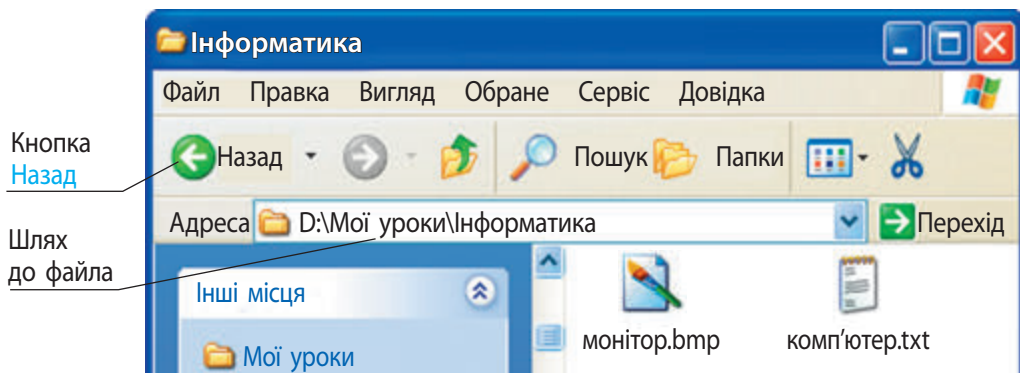 Інформатика
Файл Правка Вигляд Обране Сервіс Довідка
Кнопка
Назад
Назад Пошук Папки
Адреса D:\Мої уроки\Інформатика Перехід
Шлях
до файла
Інші місця
Мої уроки
монітор.bmp комп’ютер.txt